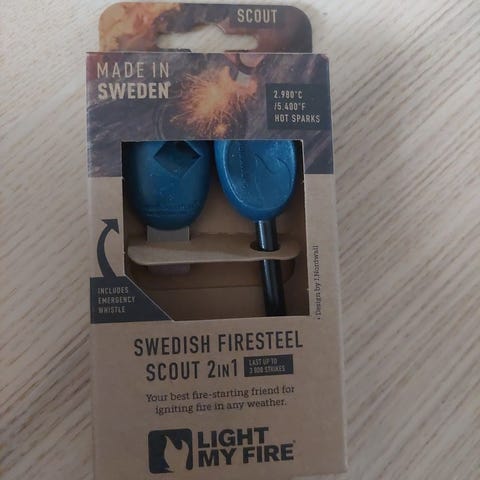 SCOUT
MADE IN
SWEDEN
2.980°C
/5.400°F
HOT SPARKS
INCLUDES
EMERGENCY
WHISTLE
• Design by J.Nordwall
SWEDISH FIRESTEEL
SCOUT 2IN1
LAST UP TO
3 000 STRIKES
Your best fire-starting friend for
igniting fire in any weather.
LIGHT
MY FIRE®